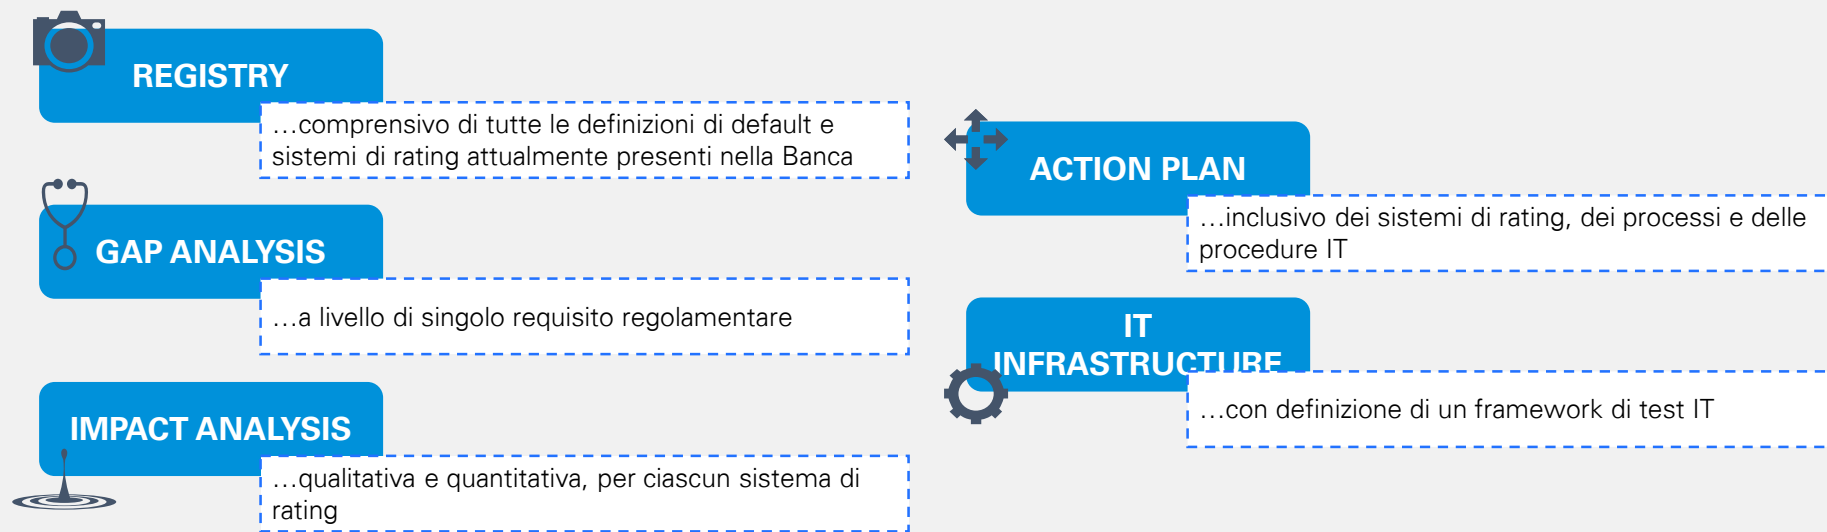 REGISTRY
…comprensivo di tutte le definizioni di default e
sistemi di rating attualmente presenti nella Banca
GAP ANALYSIS
…a livello di singolo requisito regolamentare
IMPACT ANALYSIS
…qualitativa e quantitativa, per ciascun sistema di
rating
ACTION PLAN
…inclusivo dei sistemi di rating, dei processi e delle
procedure IT
IT
INFRASTRUCTURE
…con definizione di un framework di test IT